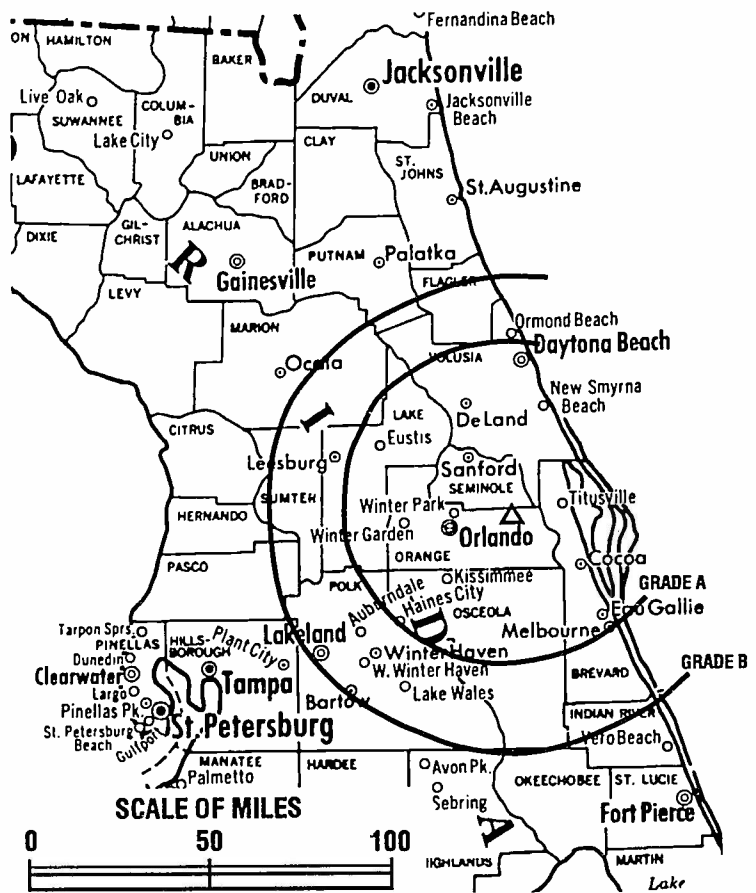 Fernandina Beach
ON
HAMILTON
BAKER
Jacksonville
DUVAL
Live Oak
COLUM-
BIA
Jacksonville
Beach
SUWANNEE
Lake City
CLAY
UNION
ST.
JOHNS
LAFAYETTE
BRAD-
FORD
St. Augustine
GIL-
CHRIST
ALACHUA
DIXIE
R
PUTNAM
Palatka
Gainesville
FLAGLER
LEVY
MARION
Ormond Beach
Daytona Beach
VOLUSIA
Ocala
New Smyrna
Beach
I
LAKE
DeLand
CITRUS
Eustis
Leesburg
Sanford
SEMINOLE
SUMTER
Winter Park
Titusville
HERNANDO
Winter Garden
Orlando
ORANGE
PASCO
Cocoa
POLK
Kissimmee
GRADE A
Auburndale
Haines City
OSCEOLA
Eau Gallie
Tarpon Sprs.
PINELLAS
HILLS-
BOROUGH
Lakeland
D
Melbourne
Dunedin
Plant City
Winter Haven
GRADE B
Clearwater
Tampa
W. Winter Haven
BREVARD
Largo
Bartow
Lake Wales
Pinellas Pk.
INDIAN RIVER
St. Petersburg
St. Petersburg
Beach
Gulfport
Vero Beach
MANATEE
HARDEE
Avon Pk.
OKEECHOBEE
ST. LUCIE
Palmetto
Sebring
SCALE OF MILES
Fort Pierce
A
0
50
100
HIGHLANDS
MARTIN
Lake